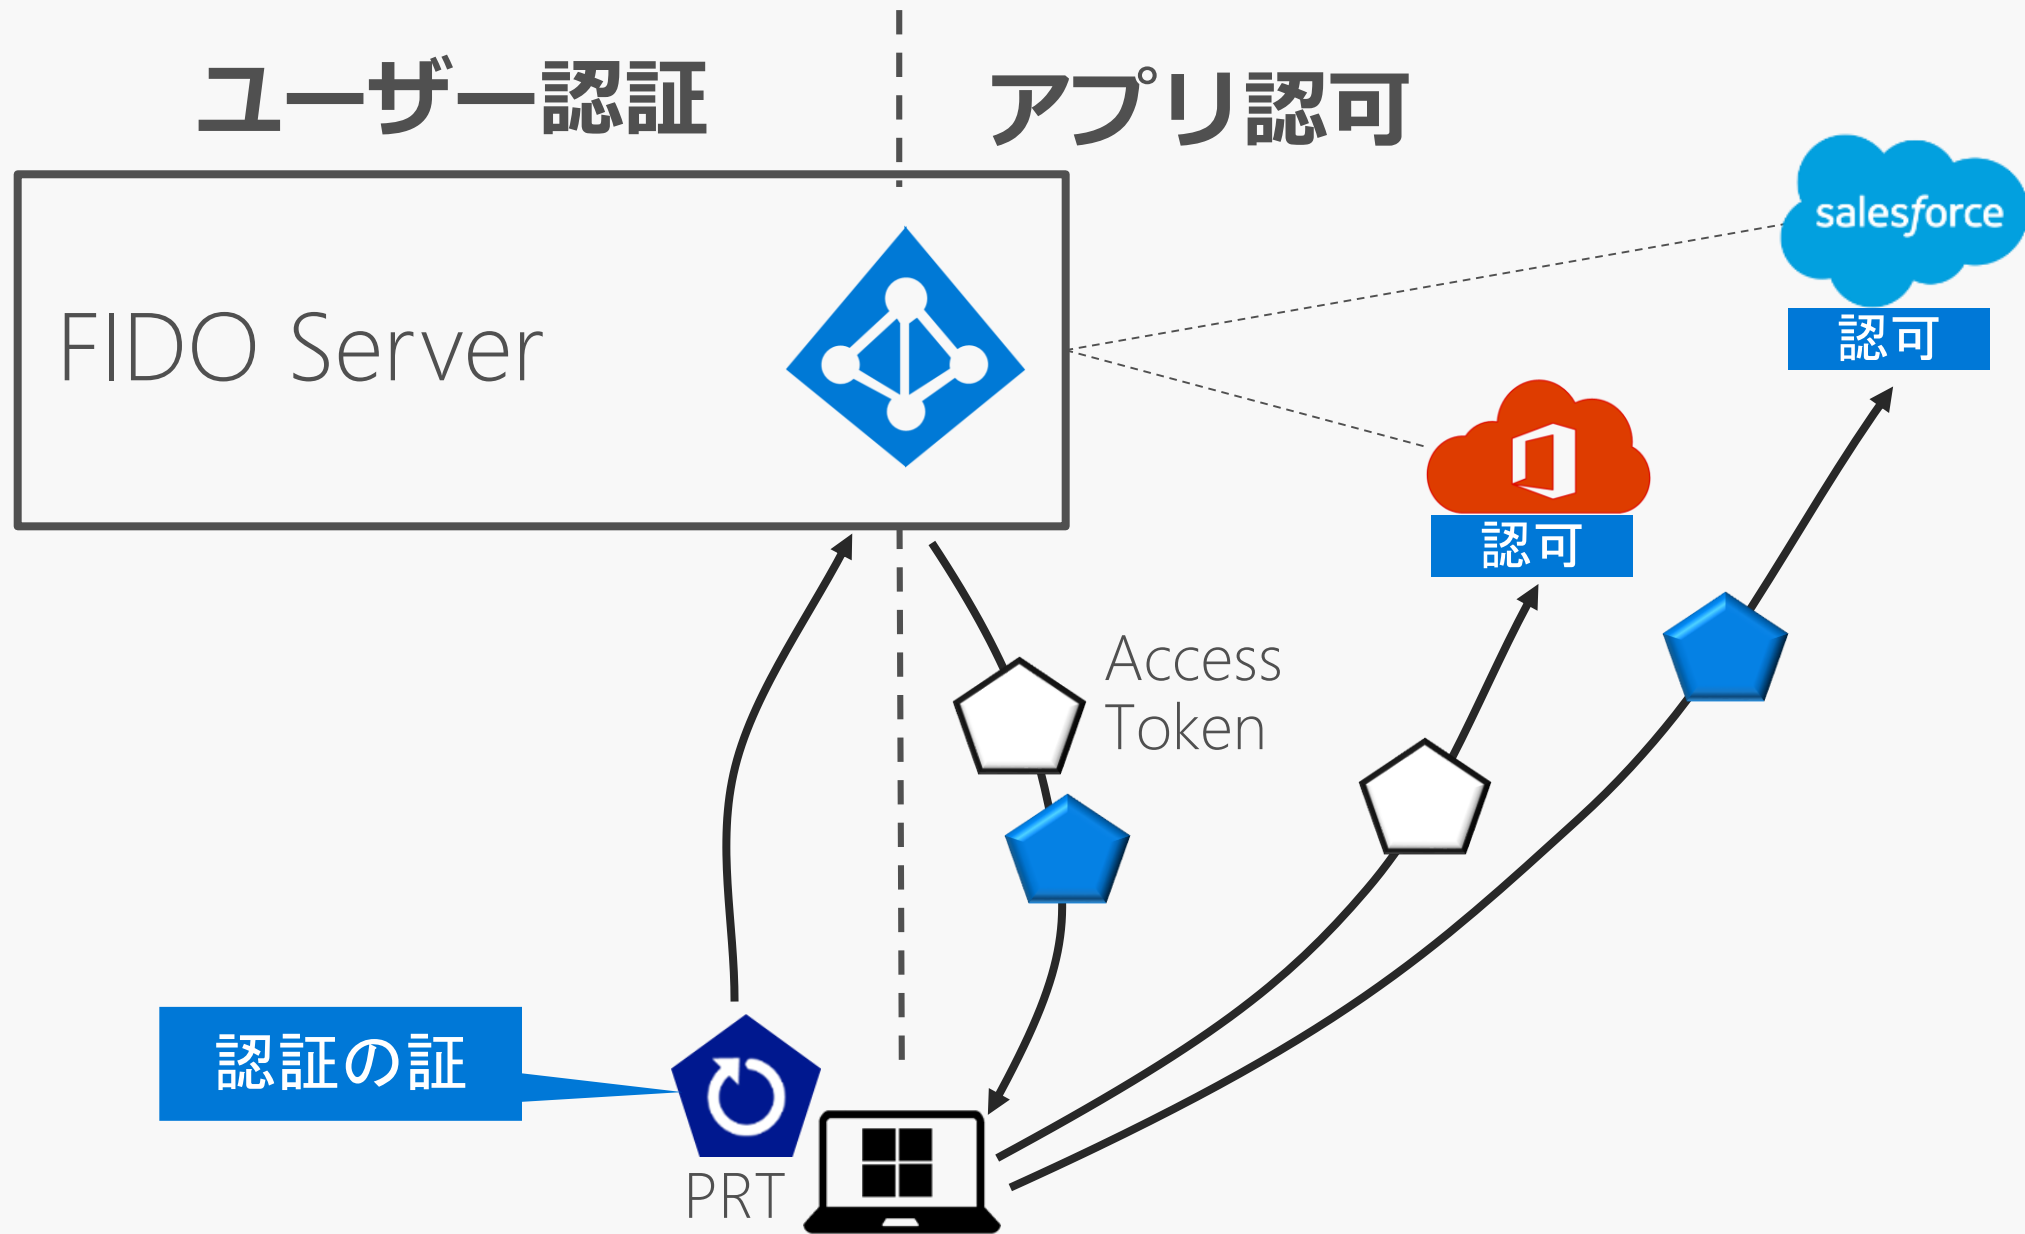 ユーザー認証
アプリ認可
FIDO Server
salesforce
認可
認可
Access
Token
認証の証
PRT